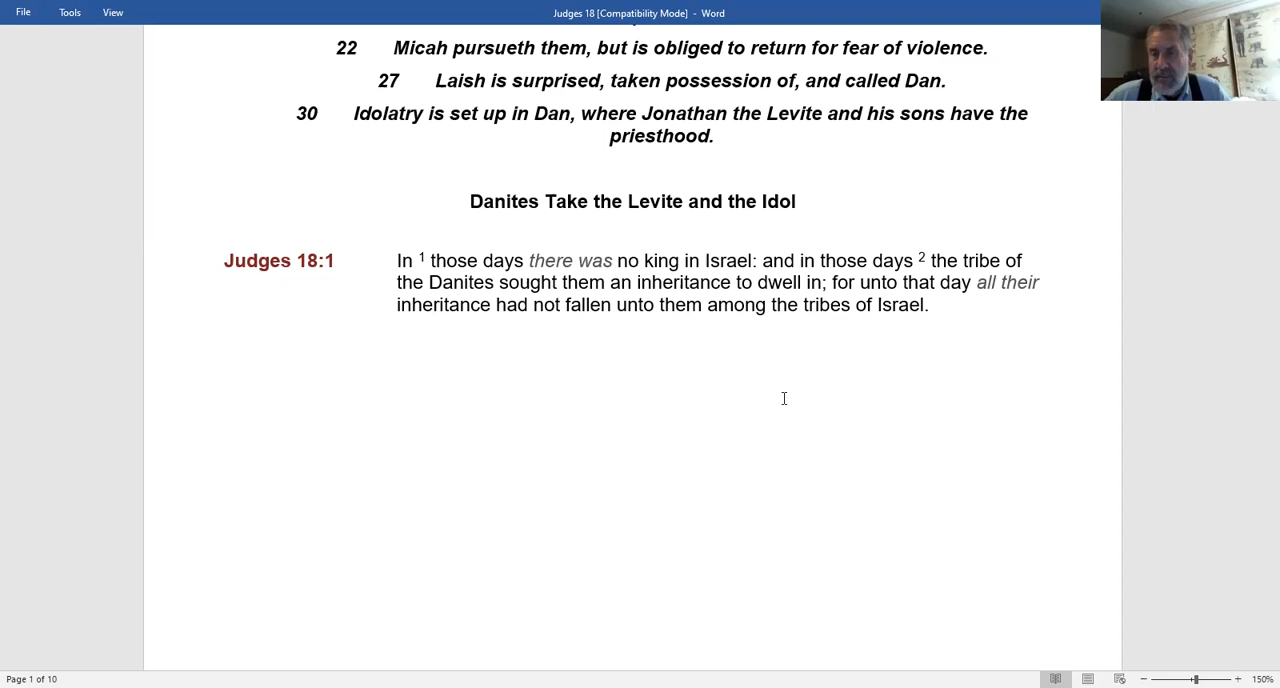 File Tools View Judges 18 [Compatibility Mode] - Word
22 Micah pursueth them, but is obliged to return for fear of violence.
27 Laish is surprised, taken possession of, and called Dan.
30 Idolatry is set up in Dan, where Jonathan the Levite and his sons have the
priesthood.
Danites Take the Levite and the Idol
Judges 18:1 In 1 those days there was no king in Israel: and in those days 2 the tribe of
the Danites sought them an inheritance to dwell in; for unto that day all their
inheritance had not fallen unto them among the tribes of Israel.
Page 1 of 10 150%